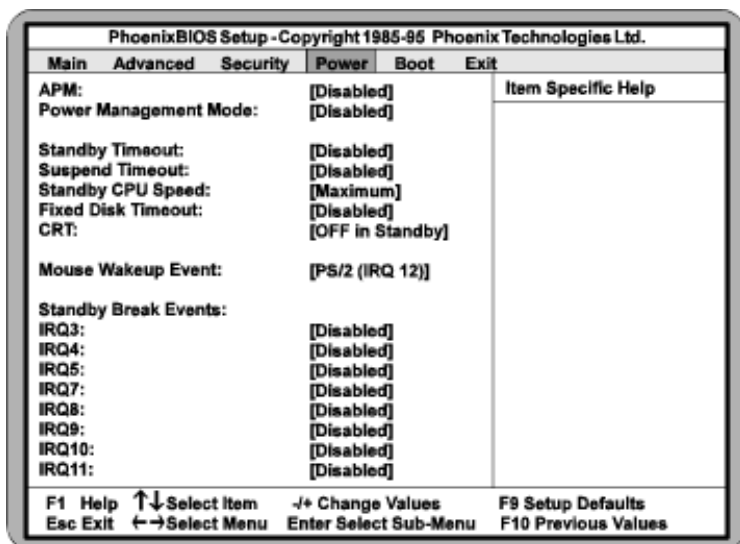 PhoenixBIOS Setup - Copyright 1985-95 Phoenix Technologies Ltd.
Main Advanced Security Power Boot Exit
APM: [Disabled] Item Specific Help
Power Management Mode: [Disabled]
Standby Timeout: [Disabled]
Suspend Timeout: [Disabled]
Standby CPU Speed: [Maximum]
Fixed Disk Timeout: [Disabled]
CRT: [OFF in Standby]
Mouse Wakeup Event: [PS/2 (IRQ 12)]
Standby Break Events:
IRQ3: [Disabled]
IRQ4: [Disabled]
IRQ5: [Disabled]
IRQ7: [Disabled]
IRQ8: [Disabled]
IRQ9: [Disabled]
IRQ10: [Disabled]
IRQ11: [Disabled]
F1 Help ↑↓ Select Item -/+ Change Values F9 Setup Defaults
Esc Exit ←→ Select Menu Enter Select Sub-Menu F10 Previous Values